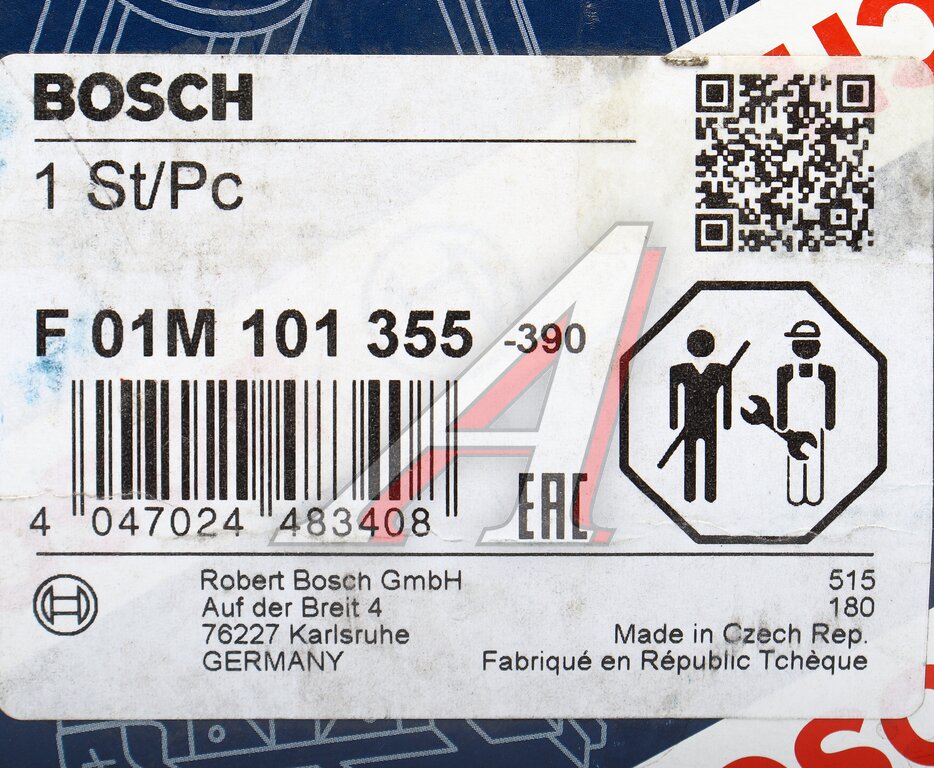 BOSCH
1 St/Pc
F 01M 101 355 -390
4 047024 483408
EAC
Robert Bosch GmbH
Auf der Breit 4
76227 Karlsruhe
GERMANY
515
180
Made in Czech Rep.
Fabriqué en Républic Tchèque